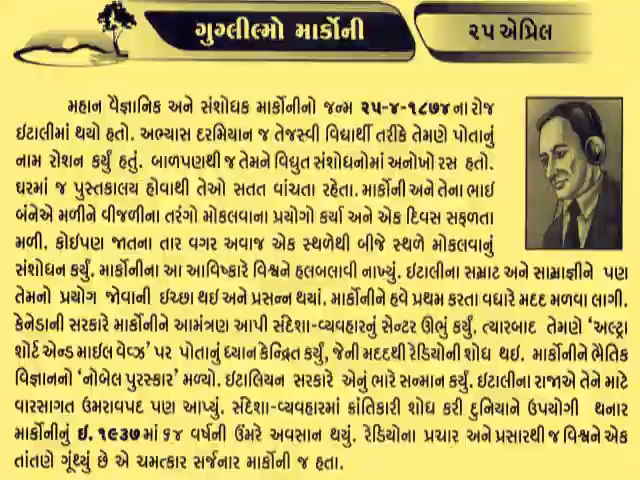 ગુગ્લીલ્મો માર્કોની
૨૫ એપ્રિલ
મહાન વૈજ્ઞાનિક અને સંશોધક માર્કોનીનો જન્મ ૨૫-૪-૧૮૭૪ ના રોજ
ઈટાલીમાં થયો હતો. અભ્યાસ દરમિયાન જ તેજસ્વી વિદ્યાર્થી તરીકે તેમણે પોતાનું
નામ રોશન કર્યું હતું. બાળપણથી જ તેમને વિદ્યુત સંશોધનોમાં અનોખો રસ હતો.
ઘરમાં જ પુસ્તકાલય હોવાથી તેઓ સતત વાંચતા રહેતા. માર્કોની અને તેના ભાઈ
બંનેએ મળીને વીજળીના તરંગો મોકલવાના પ્રયોગો કર્યા અને એક દિવસ સફળતા
મળી. કોઈપણ જાતના તાર વગર અવાજ એક સ્થળેથી બીજે સ્થળે મોકલવાનું
સંશોધન કર્યું. માર્કોનીના આ આવિષ્કારે વિશ્વને હલબલાવી નાખ્યું. ઇટાલીના સમ્રાટ અને સામ્રાજ્ઞીને પણ
તેમનો પ્રયોગ જોવાની ઈચ્છા થઇ અને પ્રસન્ન થયાં. માર્કોનીને હવે પ્રથમ કરતા વધારે મદદ મળવા લાગી.
કેનેડાની સરકારે માર્કોનીને આમંત્રણ આપી સંદેશા-વ્યવહારનું સેન્ટર ઊભું કર્યું. ત્યારબાદ તેમણે ‘અલ્ટ્રા
શોર્ટ એન્ડ માઇલ વેવ્ઝ’ પર પોતાનું ધ્યાન કેન્દ્રિત કર્યું, જેની મદદથી રેડિયોની શોધ થઇ. માર્કોનીને ભૈતિક
વિજ્ઞાનનો ‘નોબેલ પુરસ્કાર’ મળ્યો. ઇટાલિયન સરકારે એનું ભારે સન્માન કર્યું. ઇટાલીના રાજાએ તેને માટે
વારસાગત ઉમરાવપદ પણ આપ્યું. સંદેશા-વ્યવહારમાં ક્રાંતિકારી શોધ કરી દુનિયાને ઉપયોગી થનાર
માર્કોનીનું ઇ. ૧૯૩૭ માં ૬૪ વર્ષની ઉંમરે અવસાન થયું. રેડિયોના પ્રચાર અને પ્રસારથી જ વિશ્વને એક
તાંતણે ગૂંથ્યું છે એ ચમત્કાર સર્જનાર માર્કોની જ હતા.